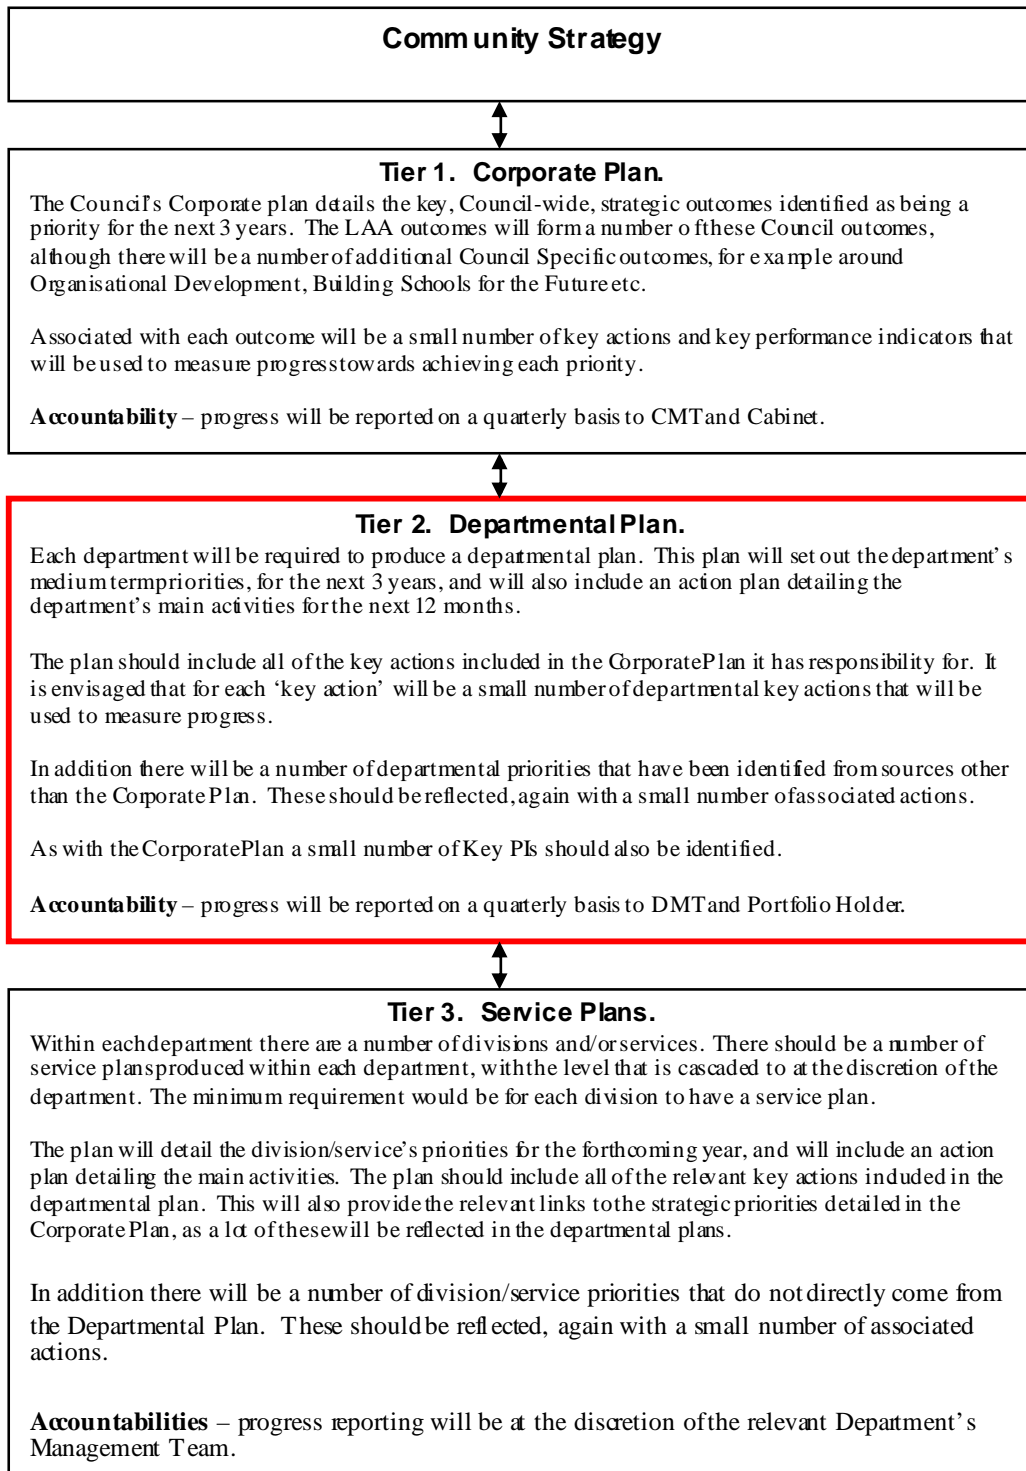 Community Strategy
Tier 1.  Corporate Plan.
The Council's Corporate plan details the key, Council-wide, strategic outcomes identified as being a
priority for the next 3 years. The LAA outcomes will form a number of these Council outcomes,
although there will be a number of additional Council Specific outcomes, for example around
Organisational Development, Building Schools for the Future etc.
Associated with each outcome will be a small number of key actions and key performance indicators that
will be used to measure progress towards achieving each priority.
Accountability – progress will be reported on a quarterly basis to CMT and Cabinet.
Tier 2.  Departmental Plan.
Each department will be required to produce a departmental plan.  This plan will set out the department's
medium term priorities, for the next 3 years, and will also include an action plan detailing the
department's main activities for the next 12 months.
The plan should include all of the key actions included in the Corporate Plan it has responsibility for.  It
is envisaged that for each ‘key action’ will be a small number of departmental key actions that will be
used to measure progress.
In addition there will be a number of departmental priorities that have been identified from sources other
than the Corporate Plan.  These should be reflected, again with a small number of associated actions.
As with the Corporate Plan a small number of Key PIs should also be identified.
Accountability – progress will be reported on a quarterly basis to DMT and Portfolio Holder.
Tier 3.  Service Plans.
Within each department there are a number of divisions and/or services. There should be a number of
service plans produced within each department, with the level that is cascaded to at the discretion of the
department. The minimum requirement would be for each division to have a service plan.
The plan will detail the division/service's priorities for the forthcoming year, and will include an action
plan detailing the main activities. The plan should include all of the relevant key actions included in the
departmental plan. This will also provide the relevant links to the strategic priorities detailed in the
Corporate Plan, as a lot of these will be reflected in the departmental plans.
In addition there will be a number of division/service priorities that do not directly come from
the Departmental Plan.  These should be reflected, again with a small number of associated
actions.
Accountabilities – progress reporting will be at the discretion of the relevant Department's
Management Team.